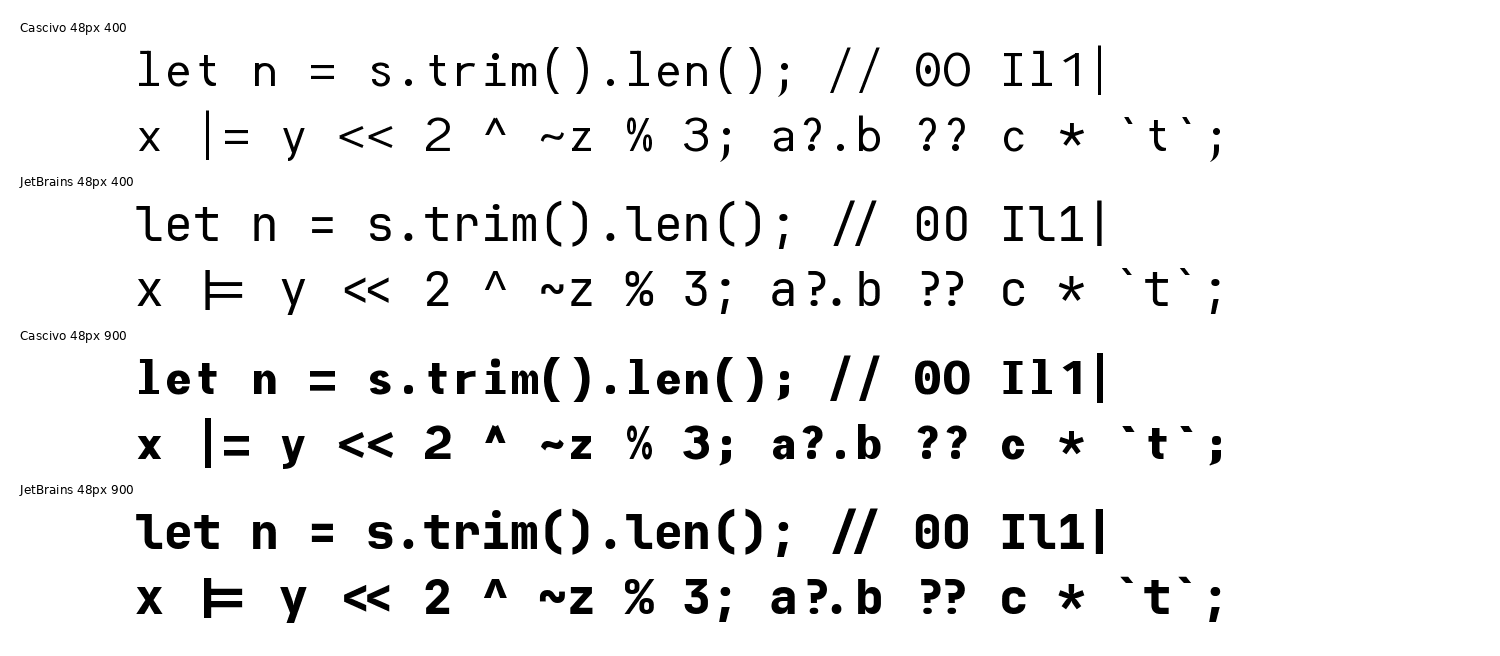 Cascivo 48px 400
let n = s.trim().len(); // 0O Il1|
x |= y << 2 ^ ~z % 3; a?.b ?? c * `t`;
JetBrains 48px 400
let n = s.trim().len(); // 0O Il1|
x |= y << 2 ^ ~z % 3; a?.b ?? c * `t`;
Cascivo 48px 900
let n = s.trim().len(); // 0O Il1|
x |= y << 2 ^ ~z % 3; a?.b ?? c * `t`;
JetBrains 48px 900
let n = s.trim().len(); // 0O Il1|
x |= y << 2 ^ ~z % 3; a?.b ?? c * `t`;